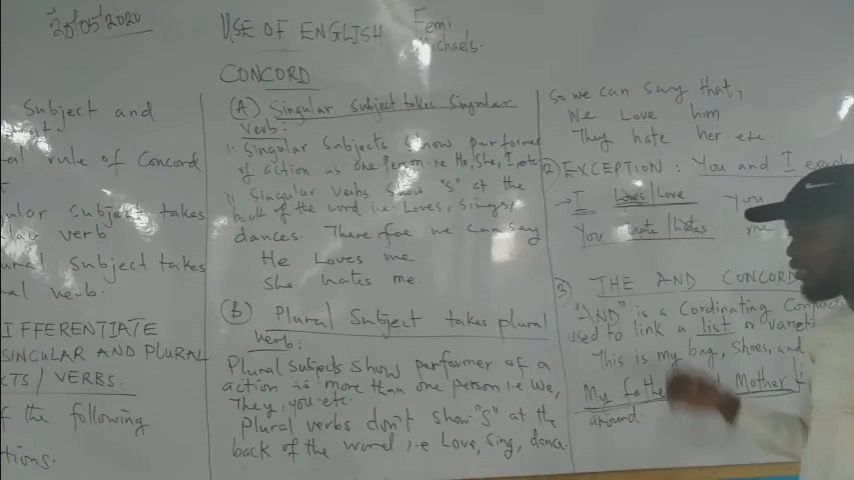 20/05/2020
USE OF ENGLISH
Femi
Michaels.
CONCORD
Subject and
al rule of Concord
ular subject takes
ular verb
ural subject takes
ral verb.
IFFERENTIATE
SINGULAR AND PLURAL
CTS/VERBS.
f the following
tions.
(A) Singular subject takes singular
verb:
i. Singular subjects show performer
of action as one person i.e He, She, I, etc
ii Singular verbs show "S" at the
back of the word i.e Loves, sings,
dances. Therefoe we can say
He Loves me
She hates me.
(B) Plural Subject takes plural
verb:
Plural subjects show performer of a
action as more than one person i.e We,
They, you etc.
Plural verbs don't show "S" at the
back of the word, i.e Love, Sing, dance.
So we can say that,
We Love him
They hate her etc.
2) EXCEPTION: You and I
→ I Loves/Love
You
You hate/hates
me
3) THE AND CONCORD
"AND" is a Cordinating
used to link a list or
This is my bag, shoes, and
My father Mother
around